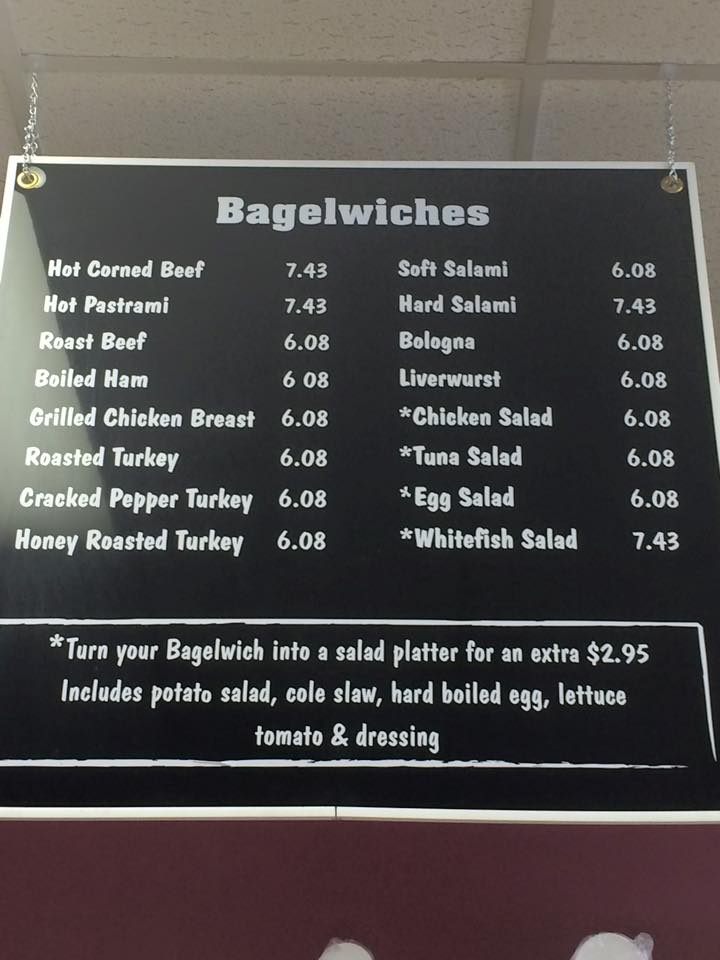 Bagelwiches
Hot Corned Beef 7.43
Hot Pastrami 7.43
Roast Beef 6.08
Boiled Ham 6 08
Grilled Chicken Breast 6.08
Roasted Turkey 6.08
Cracked Pepper Turkey 6.08
Honey Roasted Turkey 6.08
Soft Salami 6.08
Hard Salami 7.43
Bologna 6.08
Liverwurst 6.08
*Chicken Salad 6.08
*Tuna Salad 6.08
*Egg Salad 6.08
*Whitefish Salad 7.43
*Turn your Bagelwich into a salad platter for an extra $2.95
Includes potato salad, cole slaw, hard boiled egg, lettuce
tomato & dressing